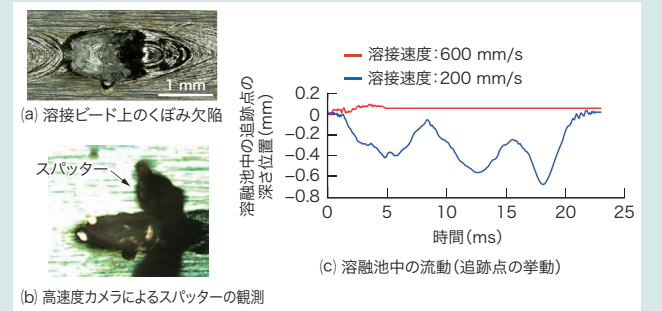 1 mm
(a) 溶接ビード上のくぼみ欠陥
スパッター
(b) 高速度カメラによるスパッターの観測
溶接速度:600 mm/s
溶接速度:200 mm/s
溶融池中の追跡点の
深さ位置(mm)
0.2
0
−0.2
−0.4
−0.6
−0.8
0
5
10
15
20
25
時間(ms)
(c) 溶融池中の流動(追跡点の挙動)